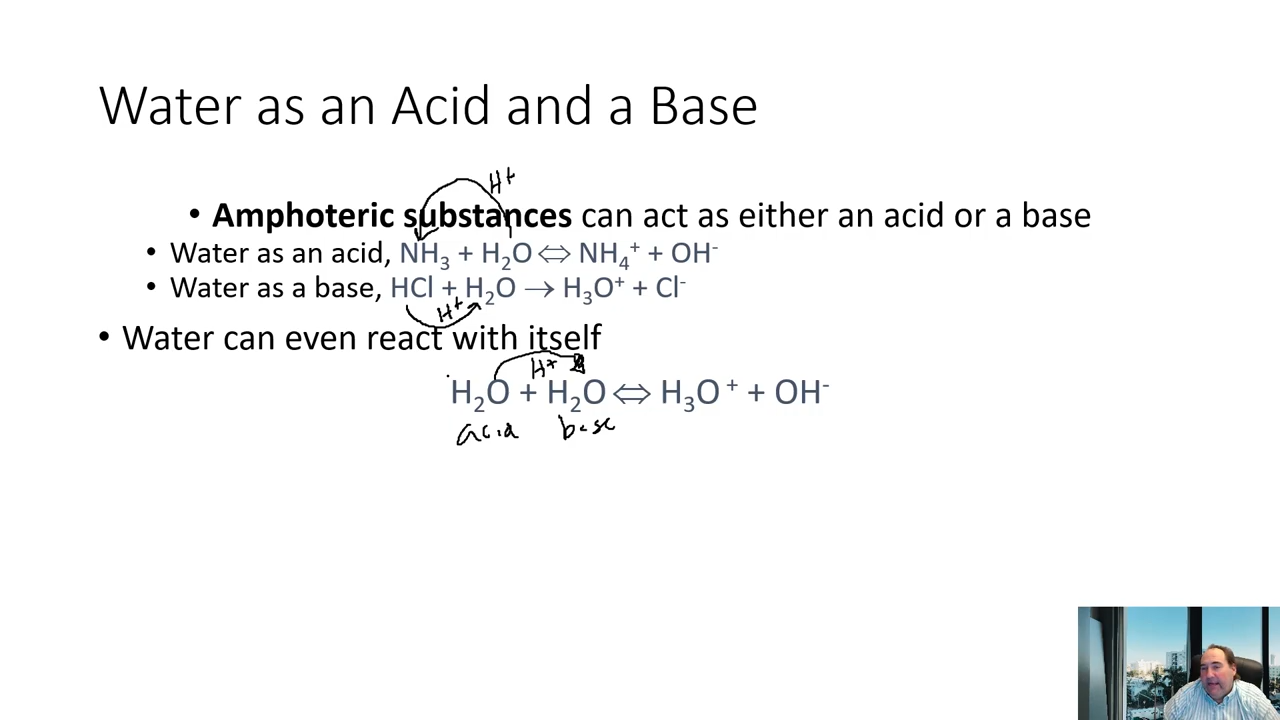 Water as an Acid and a Base
H+
• Amphoteric substances can act as either an acid or a base
• Water as an acid, NH₃ + H₂O ⇔ NH₄⁺ + OH⁻
• Water as a base, HCl + H₂O → H₃O⁺ + Cl⁻
H+
• Water can even react with itself
H+
H₂O + H₂O ⇔ H₃O⁺ + OH⁻
acid base